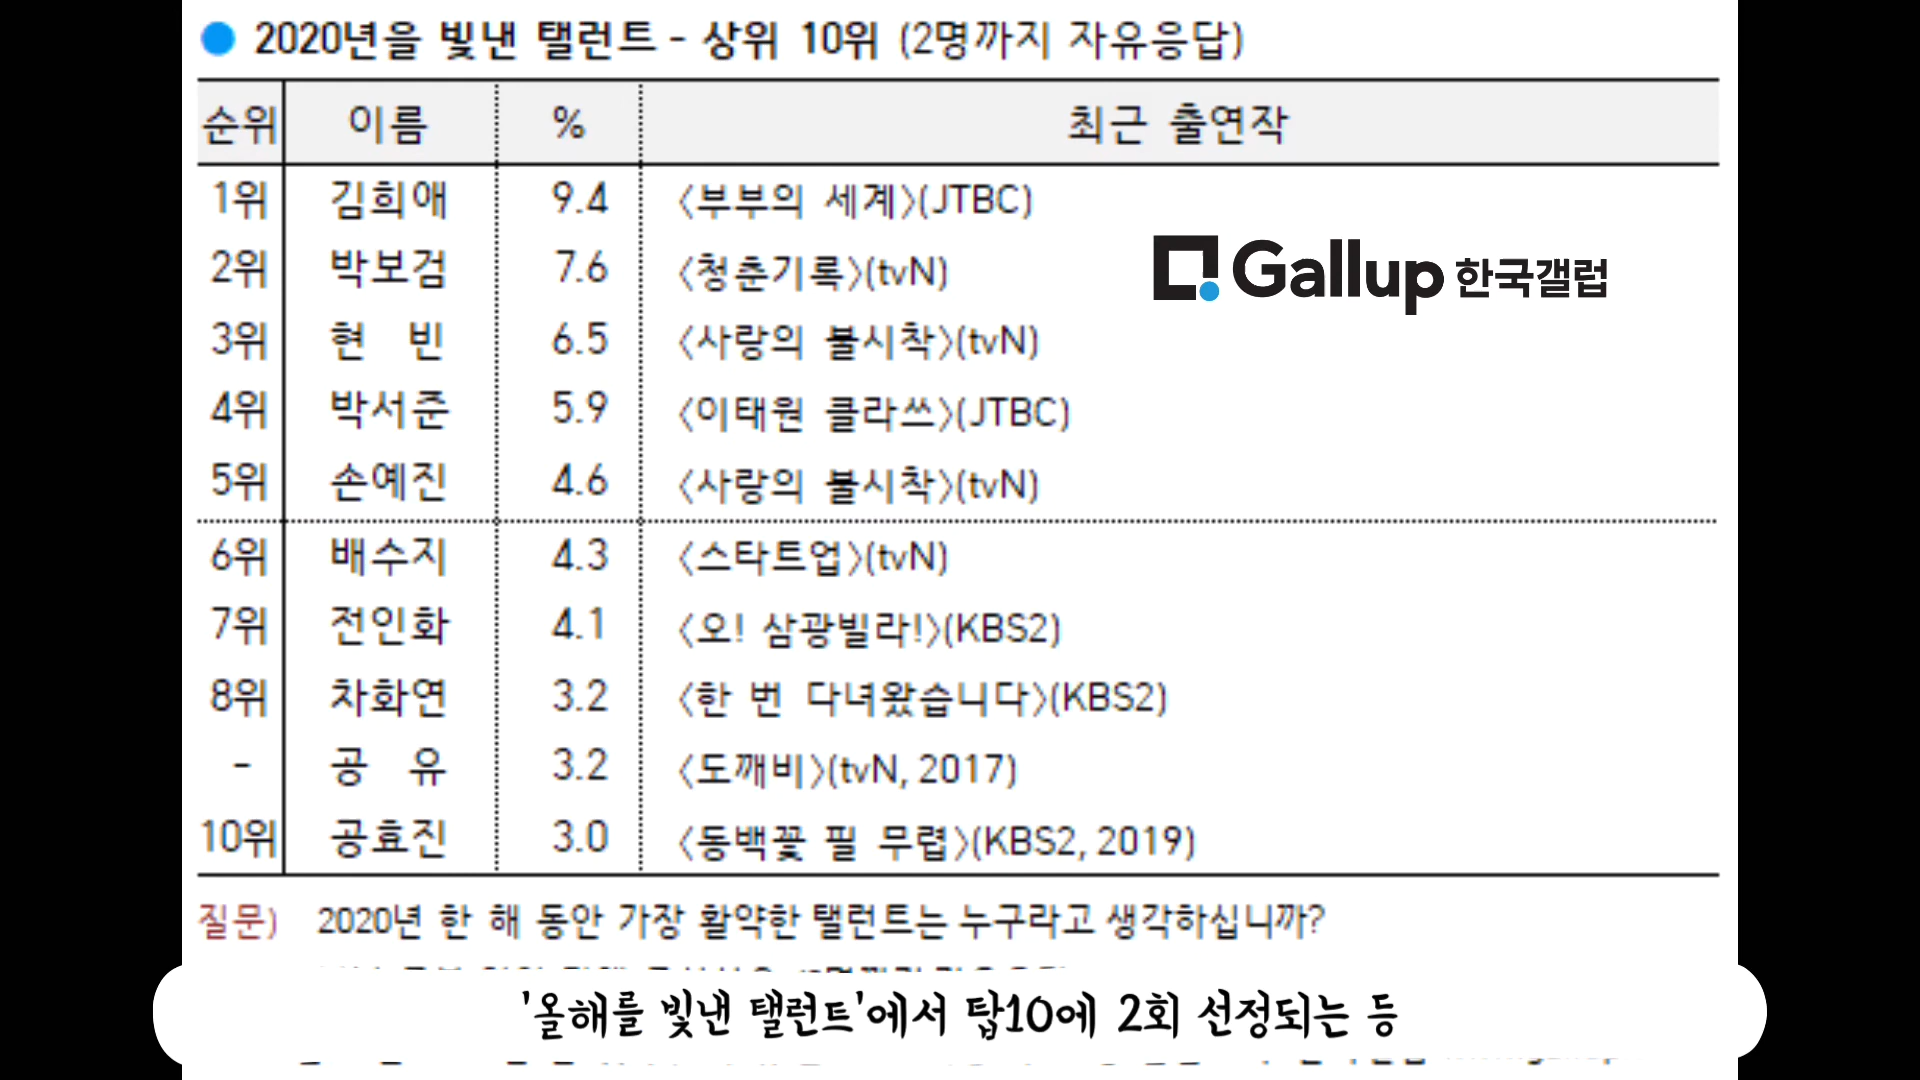 2020년을 빛낸 탤런트 - 상위 10위 (2명까지 자유응답)
순위 이름 % 최근 출연작
1위 김희애 9.4 〈부부의 세계〉(JTBC)
2위 박보검 7.6 〈청춘기록〉(tvN)
Gallup 한국갤럽
3위 현 빈 6.5 〈사랑의 불시착〉(tvN)
4위 박서준 5.9 〈이태원 클라쓰〉(JTBC)
5위 손예진 4.6 〈사랑의 불시착〉(tvN)
6위 배수지 4.3 〈스타트업〉(tvN)
7위 전인화 4.1 〈오! 삼광빌라!〉(KBS2)
8위 차화연 3.2 〈한 번 다녀왔습니다〉(KBS2)
- 공 유 3.2 〈도깨비〉(tvN, 2017)
10위 공효진 3.0 〈동백꽃 필 무렵〉(KBS2, 2019)
질문) 2020년 한 해 동안 가장 활약한 탤런트는 누구라고 생각하십니까?
'올해를 빛낸 탤런트'에서 탑10에 2회 선정되는 등